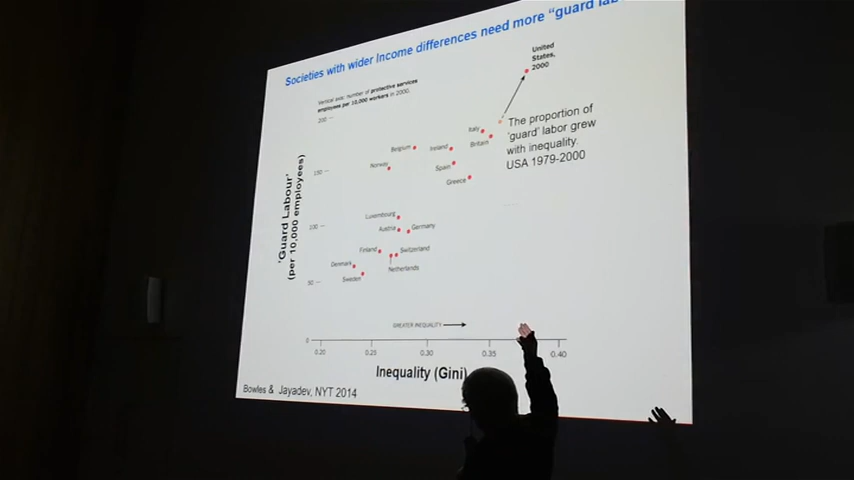 Societies with wider Income differences need more "guard lab
Vertical axis: number of protective services
employees per 10,000 workers in 2000.
United
States,
2000
200
The proportion of
'guard' labor grew
with inequality.
USA 1979-2000
Italy
Britain
Belgium
Ireland
Norway
Spain
150
Greece
'Guard Labour'
(per 10,000 employees)
Luxembourg
100
Austria
Germany
Finland
Switzerland
Denmark
Netherlands
Sweden
50
GREATER INEQUALITY
0
0.20
0.25
0.30
0.35
0.40
Inequality (Gini)
Bowles & Jayadev, NYT 2014